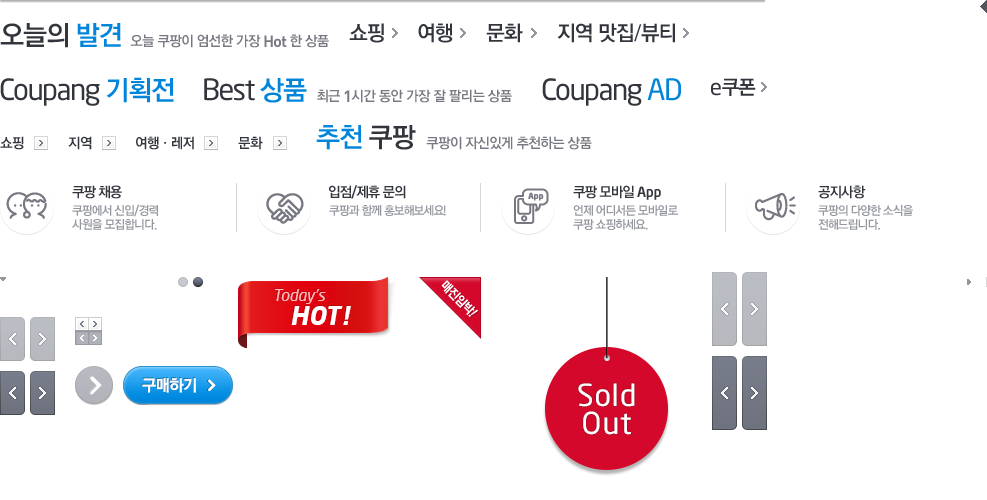 오늘의 발견 오늘 쿠팡이 엄선한 가장 Hot 한 상품 쇼핑 여행 문화 지역 맛집/뷰티
Coupang 기획전 Best 상품 최근 1시간 동안 가장 잘 팔리는 상품 Coupang AD e쿠폰
쇼핑 지역 여행 · 레저 문화 추천 쿠팡 쿠팡이 자신있게 추천하는 상품
쿠팡 채용
쿠팡에서 신입/경력
사원을 모집합니다.
입점/제휴 문의
쿠팡과 함께 홍보해보세요!
App
쿠팡 모바일 App
언제 어디서든 모바일로
쿠팡 쇼핑하세요.
공지사항
쿠팡의 다양한 소식을
전해드립니다.
Today's
HOT!
매진임박!
구매하기
Sold
Out